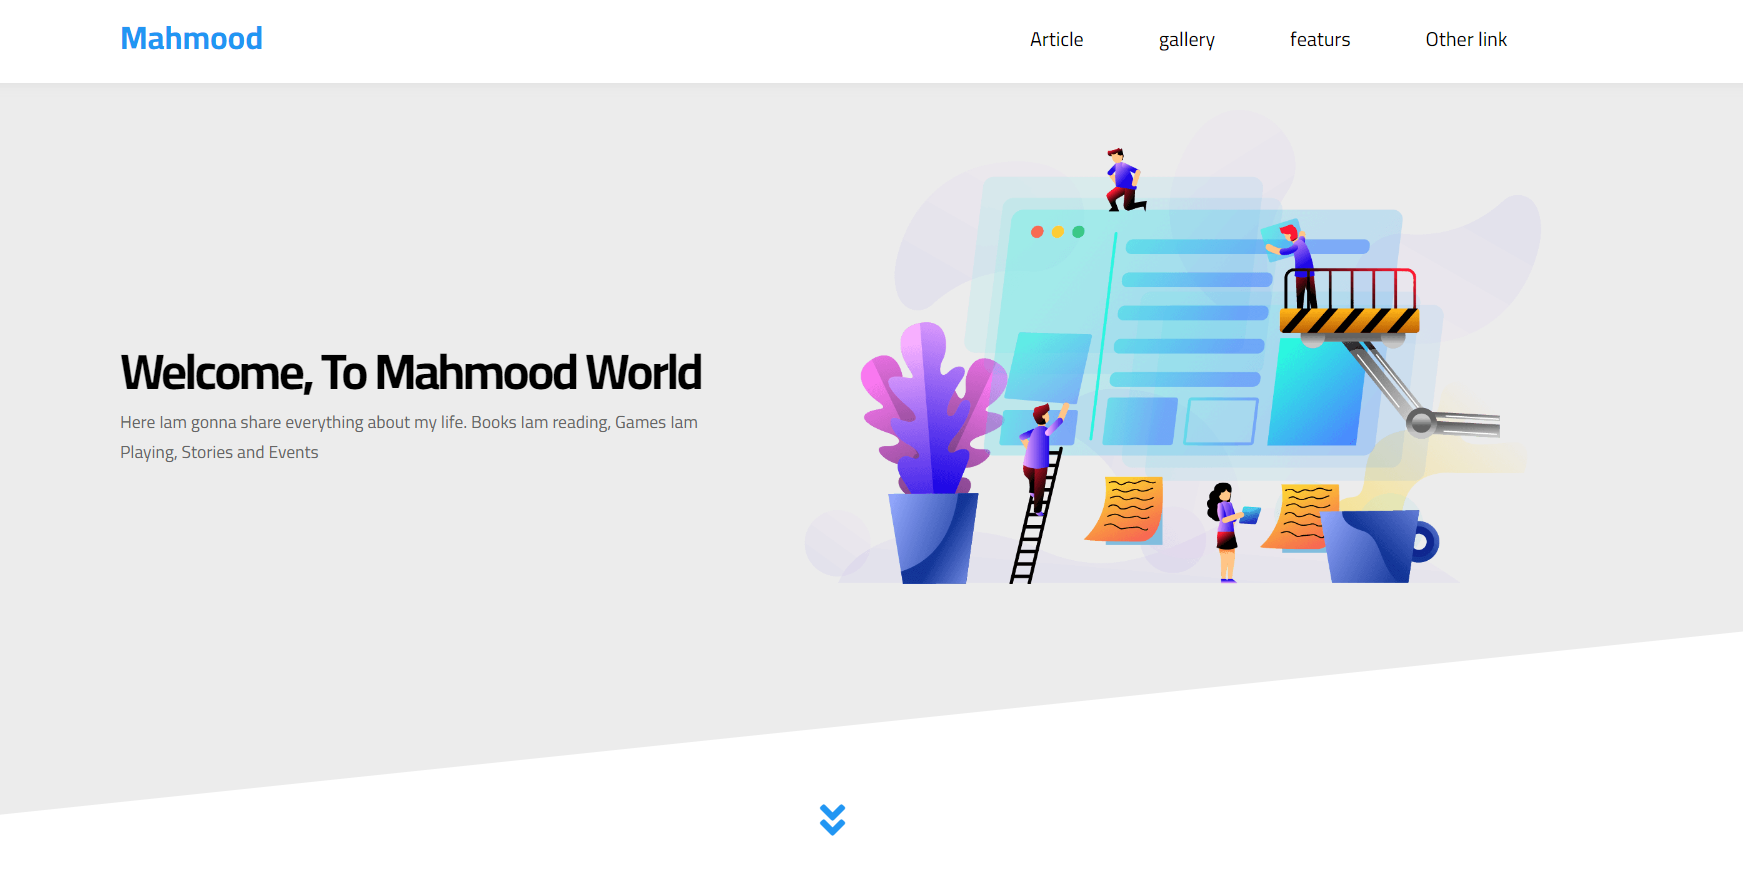 Mahmood
Article gallery featurs Other link
Welcome, To Mahmood World
Here Iam gonna share everything about my life. Books Iam reading, Games Iam
Playing, Stories and Events